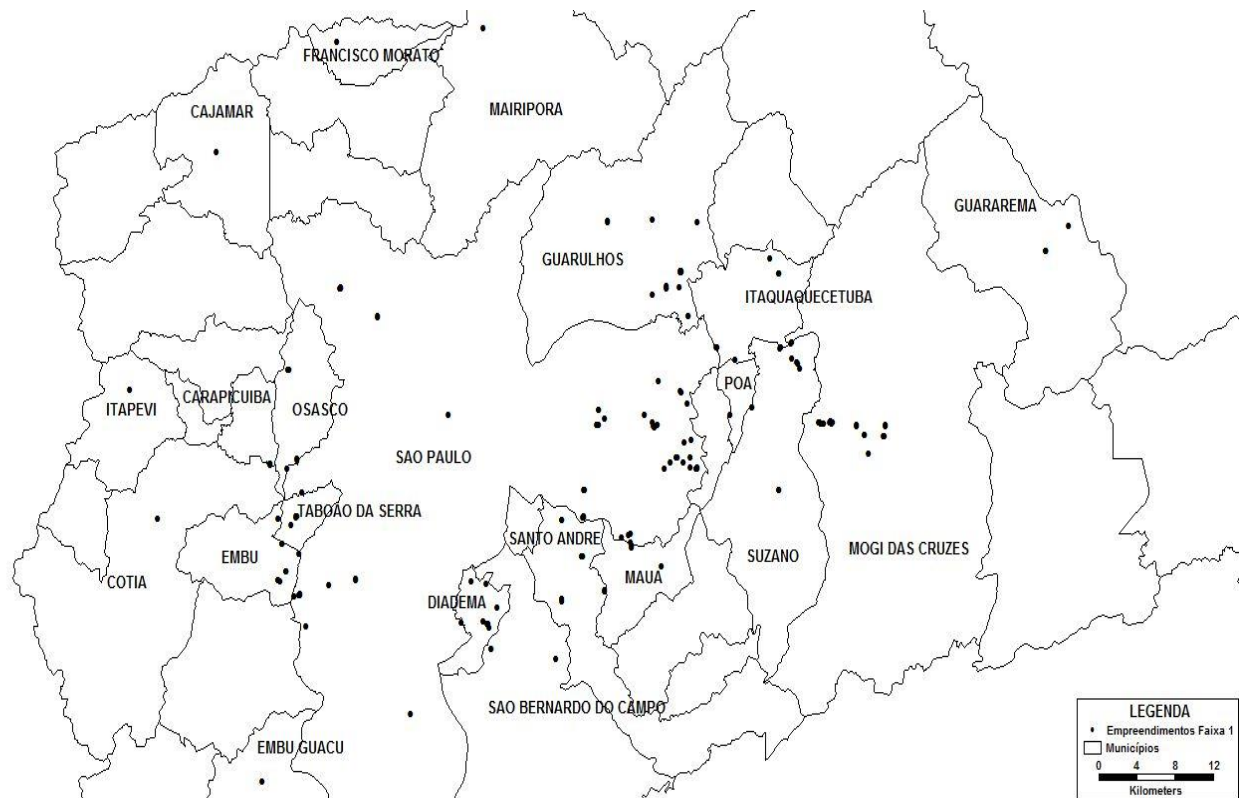 FRANCISCO MORATO
CAJAMAR
MAIRIPORA
GUARAREMA
GUARULHOS
ITAQUAQUECETUBA
POA
CARAPICUIBA
ITAPEVI
OSASCO
SAO PAULO
TABOAO DA SERRA
SANTO ANDRE
EMBU
MAUA
SUZANO
MOGI DAS CRUZES
COTIA
DIADEMA
SAO BERNARDO DO CAMPO
EMBU GUACU
LEGENDA
Empreendimentos Faixa 1
Municípios
0 4 8 12
Kilometers